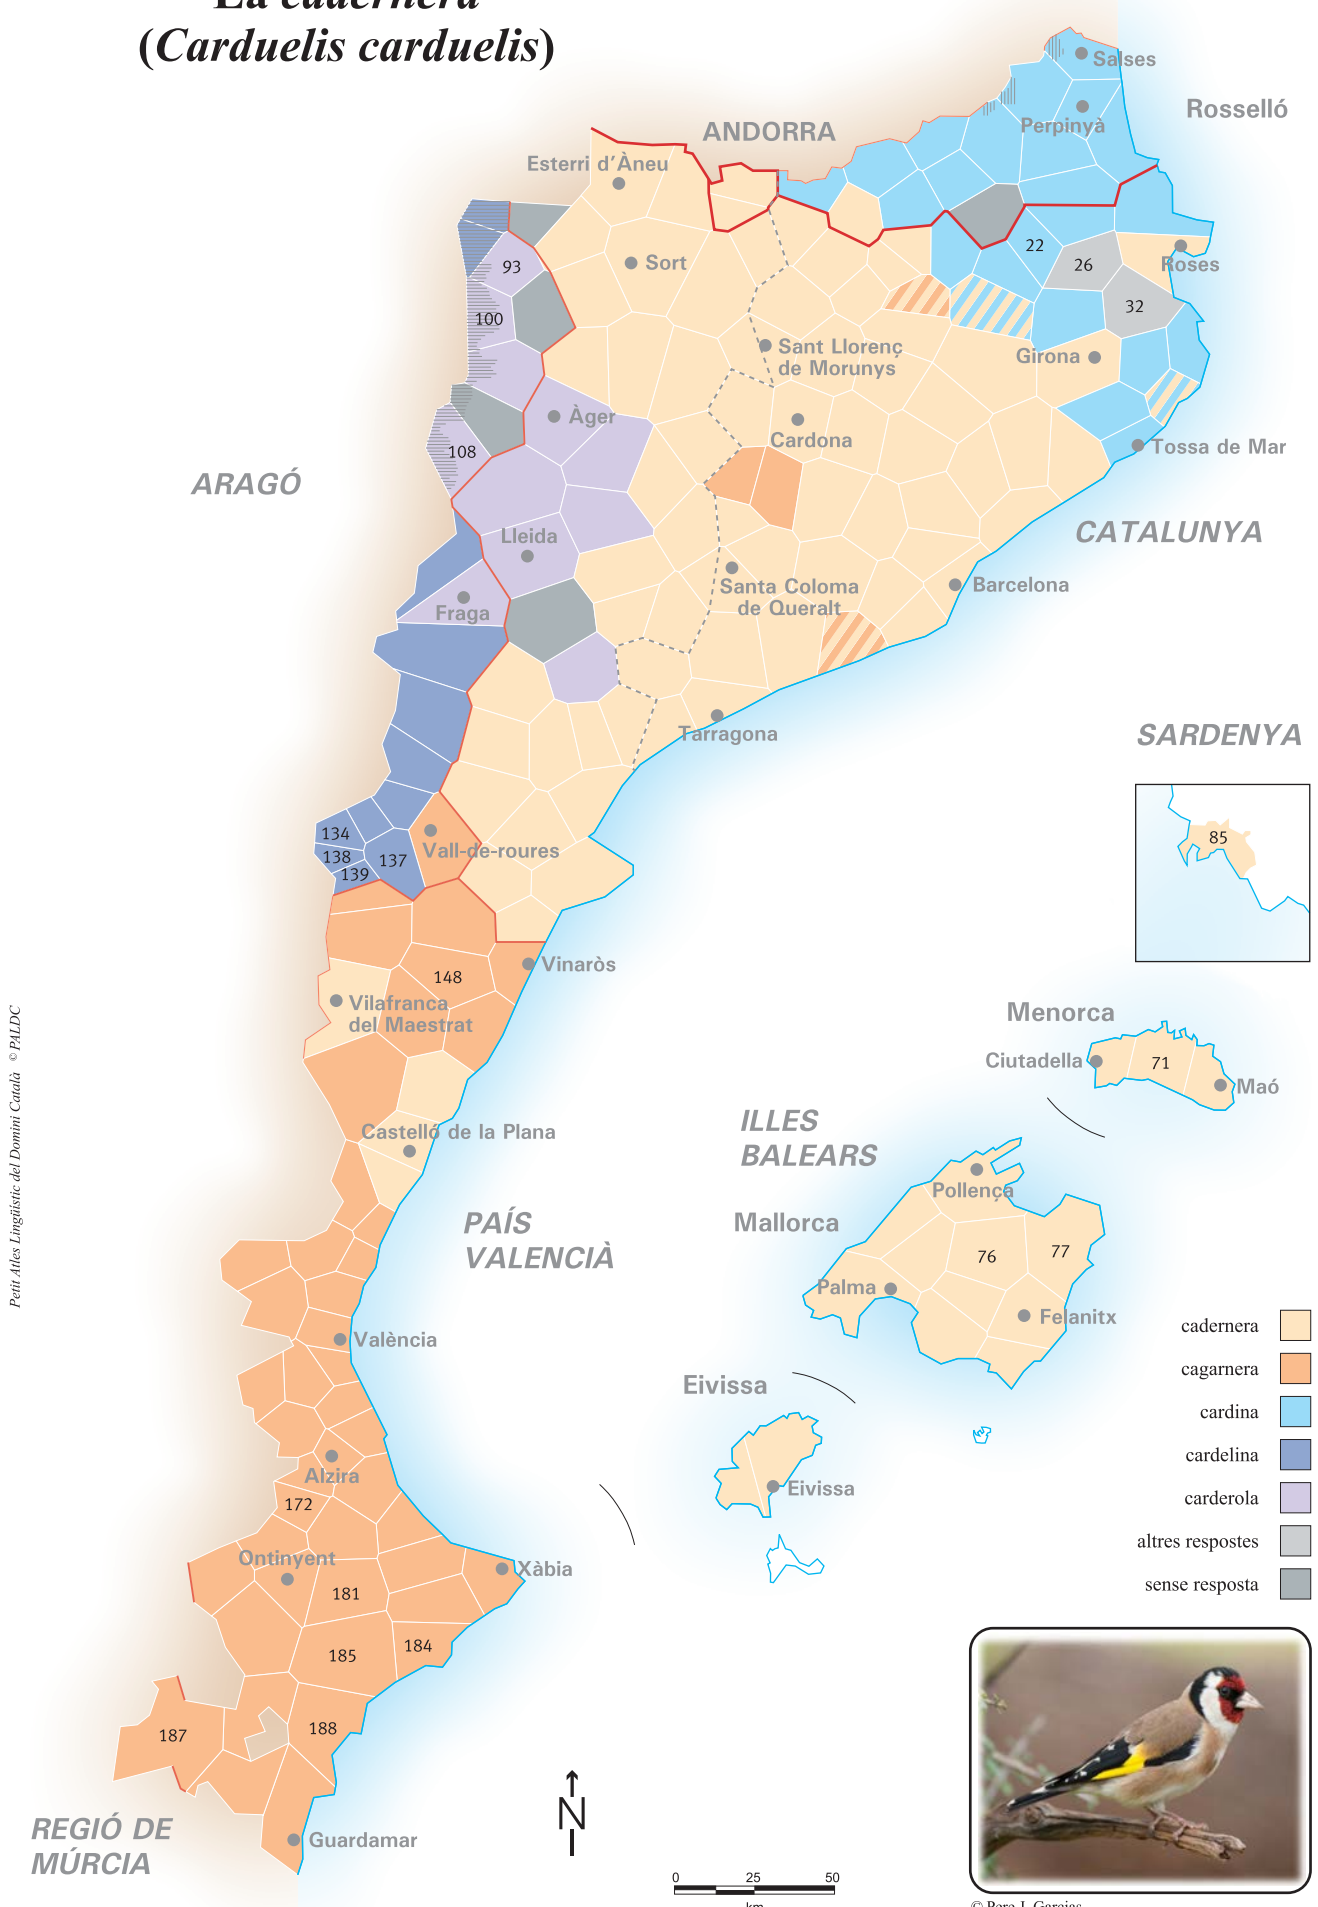 La cadernera
(Carduelis carduelis)
Salses
Rosselló
Perpinyà
ANDORRA
Esterri d'Àneu
Sort
93
22
26
Roses
32
100
Sant Llorenç
de Morunys
Girona
Àger
Cardona
Tossa de Mar
108
ARAGÓ
CATALUNYA
Lleida
Santa Coloma
de Queralt
Barcelona
Fraga
Tarragona
SARDENYA
85
134
138
139
137
Vall-de-roures
148
Vinaròs
Vilafranca
del Maestrat
Menorca
Ciutadella
71
Maó
Castelló de la Plana
ILLES
BALEARS
Pollença
PAÍS
VALENCIÀ
Mallorca
76
77
Palma
Felanitx
València
Eivissa
Eivissa
Alzira
172
Ontinyent
181
Xàbia
185
184
187
188
REGIÓ DE
MÚRCIA
Guardamar
N
0 25 50
km
cadernera
cagarnera
cardina
cardelina
carderola
altres respostes
sense resposta
Petit Atles Lingüístic del Domini Català © PALDC
© Pere J. Garcias